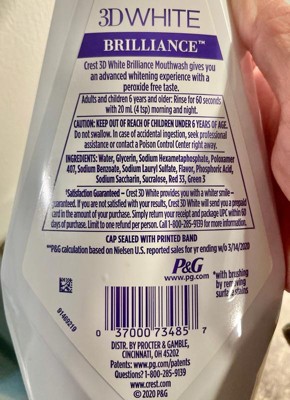 3DWHITE
BRILLIANCE™
Crest 3D White Brilliance Mouthwash gives you
an advanced whitening experience with a
peroxide free taste.
Adults and children 6 years and older: Rinse for 60 seconds
with 20 mL (4 tsp) morning and night.
CAUTION: KEEP OUT OF REACH OF CHILDREN UNDER 6 YEARS OF AGE.
Do not swallow. In case of accidental ingestion, seek professional
assistance or contact a Poison Control Center right away.
INGREDIENTS: Water, Glycerin, Sodium Hexametaphosphate, Poloxamer
407, Sodium Benzoate, Sodium Lauryl Sulfate, Flavor, Phosphoric Acid,
Sodium Saccharin, Sucralose, Red 33, Green 3
Satisfaction Guaranteed – Crest 3D White provides you with a whiter smile –
guaranteed. If you are not satisfied with your results, Crest 3D White will send you a prepaid
card in the amount of your purchase. Simply return your receipt and package UPC within 60
days of purchase. Limit to one refund per person. Call 1-800-285-9139 for more information.
CAP SEALED WITH PRINTED BAND
**P&G calculation based on Nielsen U.S. reported sales for yr ending w/o 3/14/2020
P&G
www.pg.com
*with brushing
by removing
surface stains
91469219
0 37000 73485 7
DISTR. BY PROCTER & GAMBLE,
CINCINNATI, OH 45202
Patents: www.pg.com/patents
Questions? 1-800-285-9139
www.crest.com
© 2020 P&G